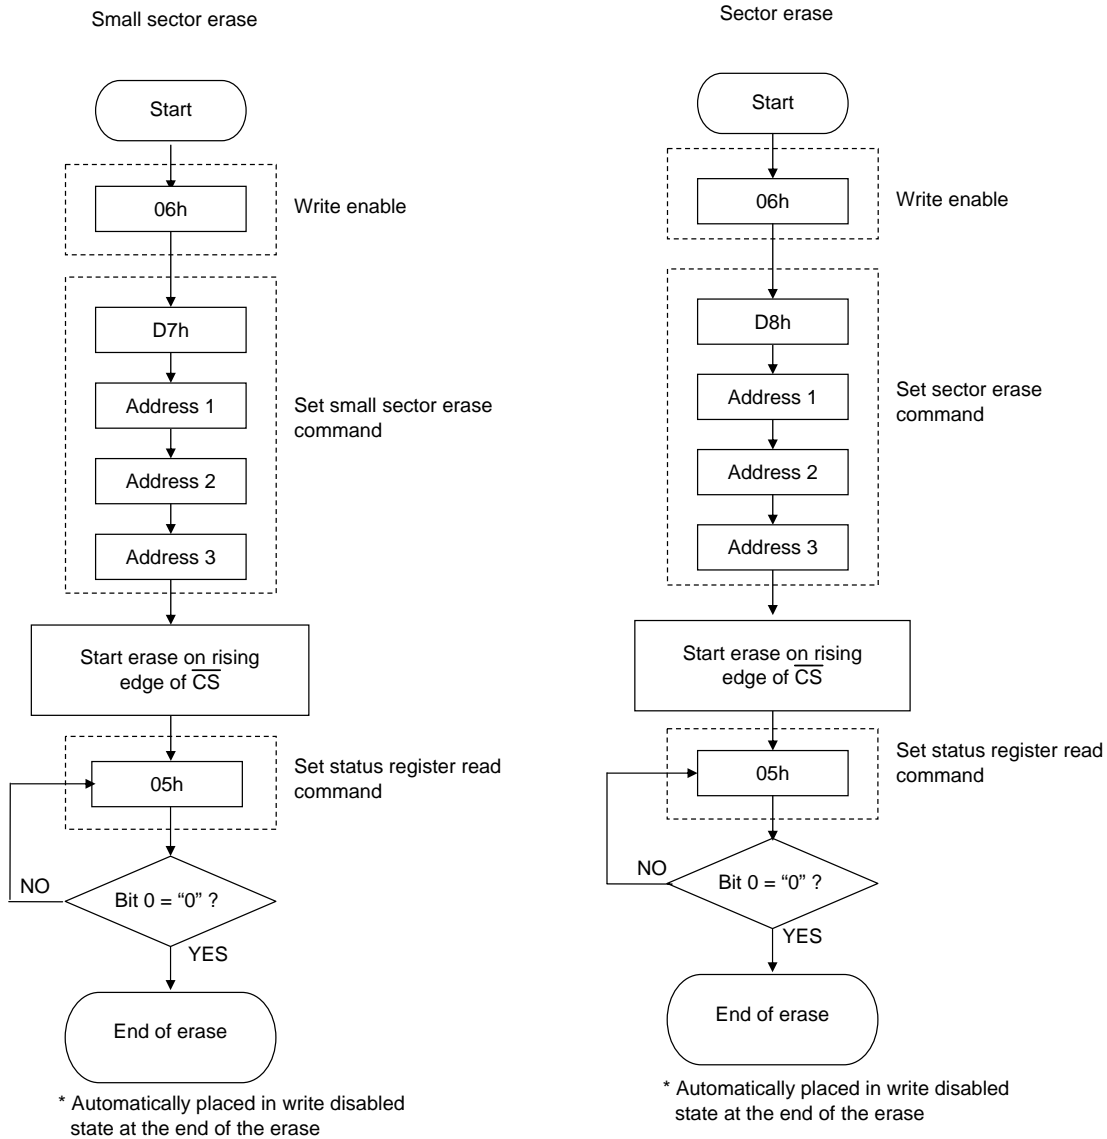 Small sector erase
Start
06h
Write enable
D7h
Address 1
Set small sector erase
command
Address 2
Address 3
Start erase on rising
edge of C̅S̅
05h
Set status register read
command
NO
Bit 0 = “0” ?
YES
End of erase
* Automatically placed in write disabled
state at the end of the erase
Sector erase
Start
06h
Write enable
D8h
Address 1
Set sector erase
command
Address 2
Address 3
Start erase on rising
edge of C̅S̅
05h
Set status register read
command
NO
Bit 0 = “0” ?
YES
End of erase
* Automatically placed in write disabled
state at the end of the erase